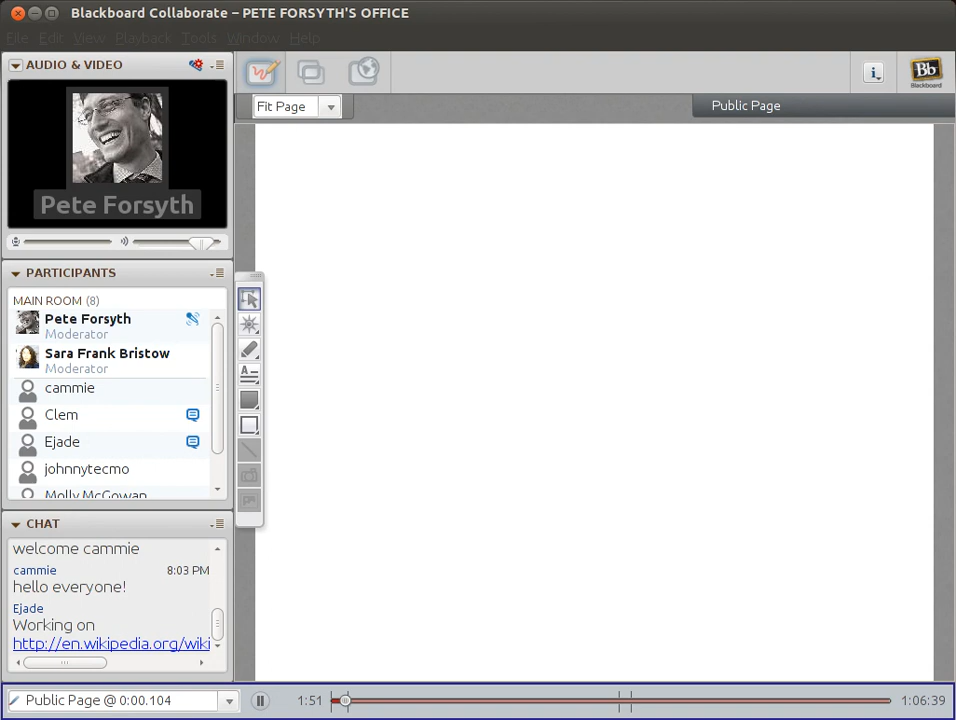 Blackboard Collaborate – PETE FORSYTH'S OFFICE
File Edit View Playback Tools Window Help
AUDIO & VIDEO
Pete Forsyth
PARTICIPANTS
MAIN ROOM (8)
Pete Forsyth
Moderator
Sara Frank Bristow
Moderator
cammie
Clem
Ejade
johnnytecmo
Molly McGowan
CHAT
welcome cammie
cammie 8:03 PM
hello everyone!
Ejade
Working on
http://en.wikipedia.org/wiki
Fit Page
Public Page
Bb
Blackboard
Public Page @ 0:00.104
1:51
1:06:39